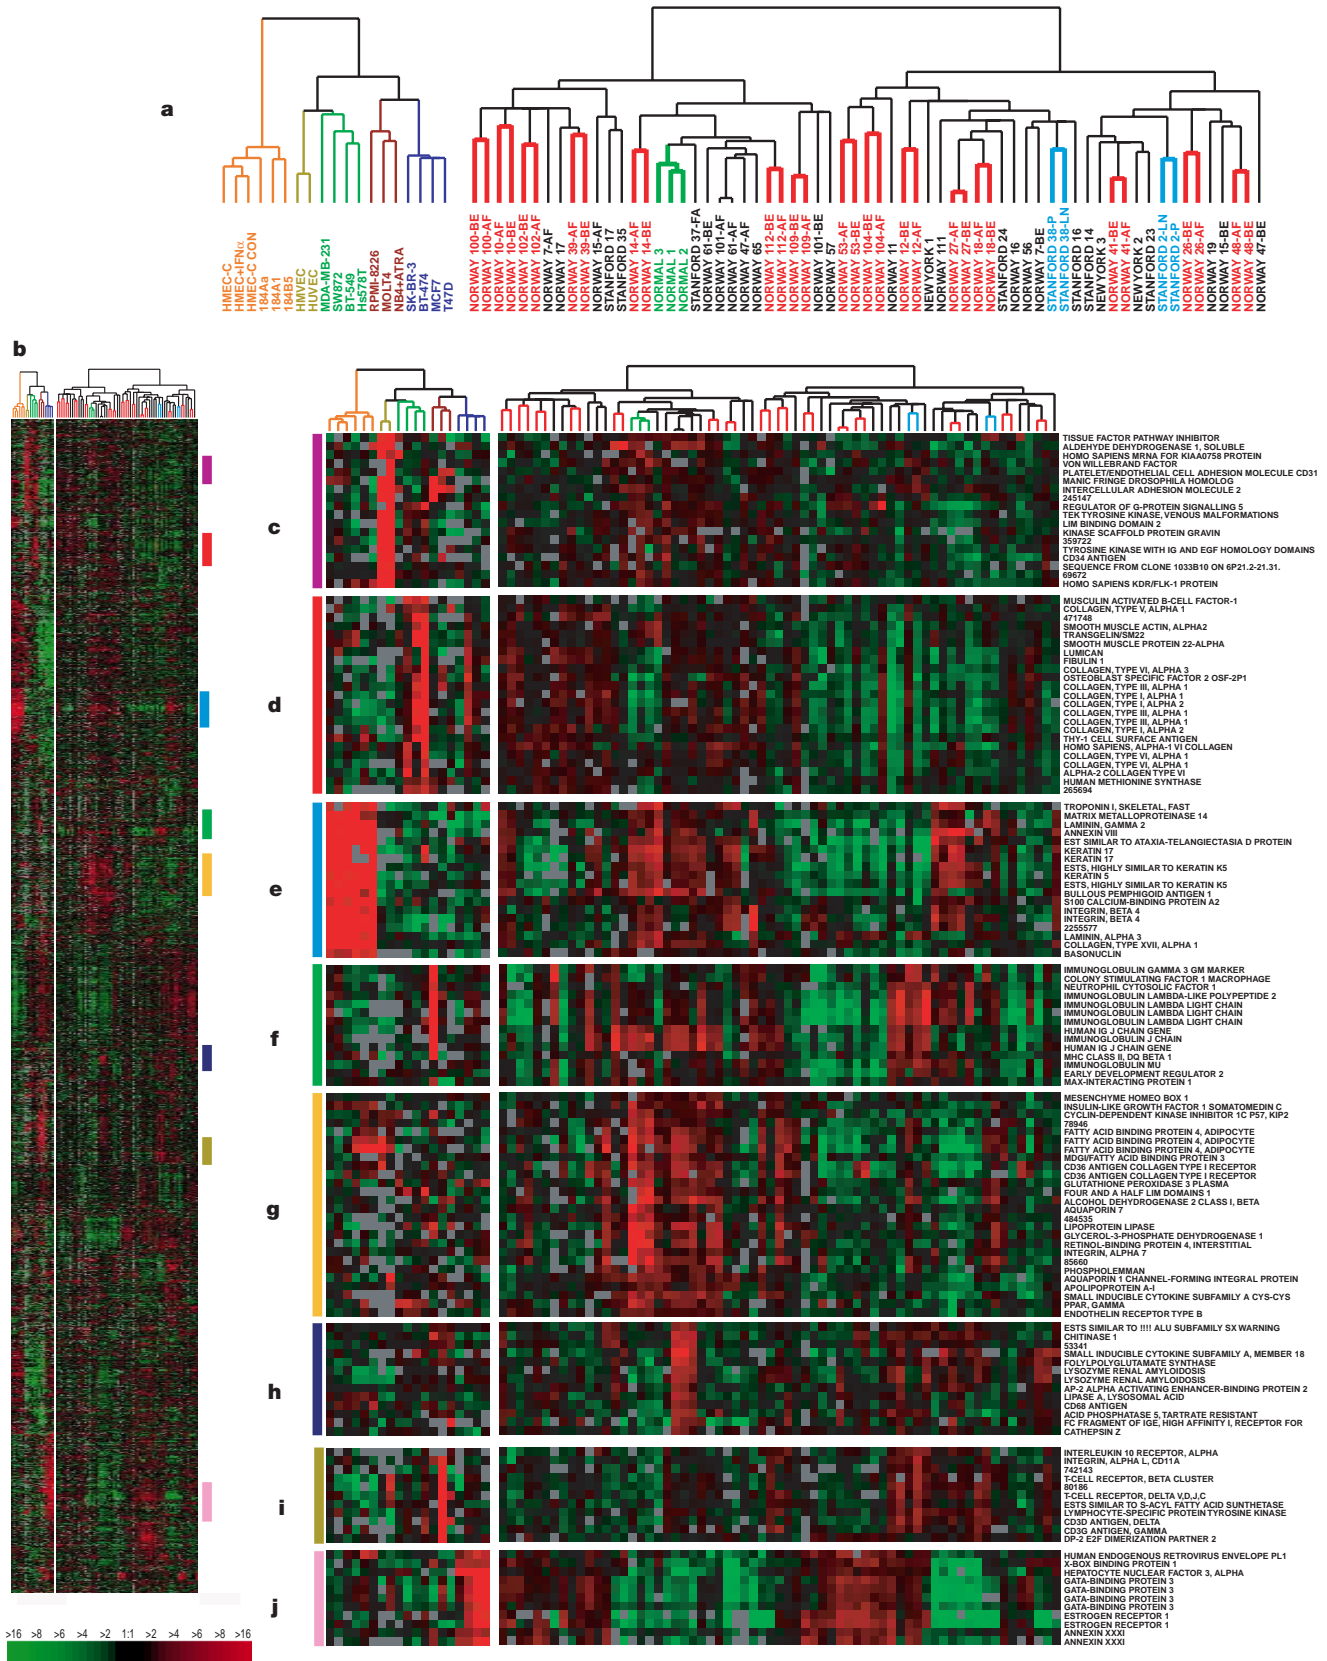 a
HMEC-C
HMEC+IFNα
HMEC-C CON
184Aa
184A1
184B5
HMVEC
HUVEC
MDA-MB-231
SW872
BT-549
Hs578T
RPMI-8226
MOLT4
NB4+ATRA
SK-BR-3
BT-474
MCF7
T47D
NORWAY 100-BE
NORWAY 100-AF
NORWAY 10-AF
NORWAY 10-BE
NORWAY 102-BE
NORWAY 102-AF
NORWAY 7-AF
NORWAY 17
NORWAY 39-AF
NORWAY 39-BE
NORWAY 15-AF
STANFORD 17
STANFORD 35
NORWAY 14-AF
NORWAY 14-BE
NORMAL 3
NORMAL 1
NORMAL 2
STANFORD 37-FA
NORWAY 61-BE
NORWAY 101-AF
NORWAY 61-AF
NORWAY 47-AF
NORWAY 65
NORWAY 112-BE
NORWAY 112-AF
NORWAY 109-BE
NORWAY 109-AF
NORWAY 101-BE
NORWAY 57
NORWAY 53-AF
NORWAY 53-BE
NORWAY 104-BE
NORWAY 104-AF
NORWAY 11
NORWAY 12-BE
NORWAY 12-AF
NEW YORK 1
NORWAY 111
NORWAY 27-AF
NORWAY 27-BE
NORWAY 18-AF
NORWAY 18-BE
STANFORD 24
NORWAY 16
NORWAY 56
NORWAY 7-BE
STANFORD 38-P
STANFORD 38-LN
STANFORD 16
STANFORD 14
NEW YORK 3
NORWAY 41-BE
NORWAY 41-AF
NEW YORK 2
STANFORD 23
STANFORD 2-LN
STANFORD 2-P
NORWAY 26-BE
NORWAY 26-AF
NORWAY 19
NORWAY 15-BE
NORWAY 48-AF
NORWAY 48-BE
NORWAY 47-BE
b
c
TISSUE FACTOR PATHWAY INHIBITOR
ALDEHYDE DEHYDROGENASE 1, SOLUBLE
HOMO SAPIENS MRNA FOR KIAA0758 PROTEIN
VON WILLEBRAND FACTOR
PLATELET/ENDOTHELIAL CELL ADHESION MOLECULE CD31
MANIC FRINGE DROSOPHILA HOMOLOG
INTERCELLULAR ADHESION MOLECULE 2
245147
REGULATOR OF G-PROTEIN SIGNALLING 5
TEK TYROSINE KINASE, VENOUS MALFORMATIONS
LIM BINDING DOMAIN 2
KINASE SCAFFOLD PROTEIN GRAVIN
359722
TYROSINE KINASE WITH IG AND EGF HOMOLOGY DOMAINS
CD34 ANTIGEN
SEQUENCE FROM CLONE 1033B10 ON 6P21.2-21.31.
69672
HOMO SAPIENS KDR/FLK-1 PROTEIN
d
MUSCULIN ACTIVATED B-CELL FACTOR-1
COLLAGEN, TYPE V, ALPHA 1
471748
SMOOTH MUSCLE ACTIN, ALPHA2
TRANSGELIN/SM22
SMOOTH MUSCLE PROTEIN 22-ALPHA
LUMICAN
FIBULIN 1
COLLAGEN, TYPE VI, ALPHA 3
OSTEOBLAST SPECIFIC FACTOR 2 OSF-2P1
COLLAGEN, TYPE III, ALPHA 1
COLLAGEN, TYPE I, ALPHA 1
COLLAGEN, TYPE I, ALPHA 2
COLLAGEN, TYPE III, ALPHA 1
COLLAGEN, TYPE III, ALPHA 1
COLLAGEN, TYPE I, ALPHA 2
THY-1 CELL SURFACE ANTIGEN
HOMO SAPIENS, ALPHA-1 VI COLLAGEN
COLLAGEN, TYPE VI, ALPHA 1
COLLAGEN, TYPE VI, ALPHA 1
ALPHA-2 COLLAGEN TYPE VI
HUMAN METHIONINE SYNTHASE
265694
e
TROPONIN I, SKELETAL, FAST
MATRIX METALLOPROTEINASE 14
LAMININ, GAMMA 2
ANNEXIN VIII
EST SIMILAR TO ATAXIA-TELANGIECTASIA D PROTEIN
KERATIN 17
KERATIN 17
ESTS, HIGHLY SIMILAR TO KERATIN K5
KERATIN 5
ESTS, HIGHLY SIMILAR TO KERATIN K5
BULLOUS PEMPHIGOID ANTIGEN 1
S100 CALCIUM-BINDING PROTEIN A2
INTEGRIN, BETA 4
INTEGRIN, BETA 4
2255577
LAMININ, ALPHA 3
COLLAGEN, TYPE XVII, ALPHA 1
BASONUCLIN
f
IMMUNOGLOBULIN GAMMA 3 GM MARKER
COLONY STIMULATING FACTOR 1 MACROPHAGE
NEUTROPHIL CYTOSOLIC FACTOR 1
IMMUNOGLOBULIN LAMBDA-LIKE POLYPEPTIDE 2
IMMUNOGLOBULIN LAMBDA LIGHT CHAIN
IMMUNOGLOBULIN LAMBDA LIGHT CHAIN
IMMUNOGLOBULIN LAMBDA LIGHT CHAIN
HUMAN IG J CHAIN GENE
IMMUNOGLOBULIN J CHAIN
HUMAN IG J CHAIN GENE
MHC CLASS II, DQ BETA 1
IMMUNOGLOBULIN MU
EARLY DEVELOPMENT REGULATOR 2
MAX-INTERACTING PROTEIN 1
g
MESENCHYME HOMEO BOX 1
INSULIN-LIKE GROWTH FACTOR 1 SOMATOMEDIN C
CYCLIN-DEPENDENT KINASE INHIBITOR 1C P57, KIP2
78946
FATTY ACID BINDING PROTEIN 4, ADIPOCYTE
FATTY ACID BINDING PROTEIN 4, ADIPOCYTE
FATTY ACID BINDING PROTEIN 4, ADIPOCYTE
MDGI/FATTY ACID BINDING PROTEIN 3
CD36 ANTIGEN COLLAGEN TYPE I RECEPTOR
CD36 ANTIGEN COLLAGEN TYPE I RECEPTOR
GLUTATHIONE PEROXIDASE 3 PLASMA
FOUR AND A HALF LIM DOMAINS 1
ALCOHOL DEHYDROGENASE 2 CLASS I, BETA
AQUAPORIN 7
484535
LIPOPROTEIN LIPASE
GLYCEROL-3-PHOSPHATE DEHYDROGENASE 1
RETINOL-BINDING PROTEIN 4, INTERSTITIAL
INTEGRIN, ALPHA 7
85660
PHOSPHOLEMMAN
AQUAPORIN 1 CHANNEL-FORMING INTEGRAL PROTEIN
APOLIPOPROTEIN A-I
SMALL INDUCIBLE CYTOKINE SUBFAMILY A CYS-CYS
PPAR, GAMMA
ENDOTHELIN RECEPTOR TYPE B
h
ESTS SIMILAR TO !!!! ALU SUBFAMILY SX WARNING
CHITINASE 1
53341
SMALL INDUCIBLE CYTOKINE SUBFAMILY A, MEMBER 18
FOLYLPOLYGLUTAMATE SYNTHASE
LYSOZYME RENAL AMYLOIDOSIS
LYSOZYME RENAL AMYLOIDOSIS
AP-2 ALPHA ACTIVATING ENHANCER-BINDING PROTEIN 2
LIPASE A, LYSOSOMAL ACID
CD68 ANTIGEN
ACID PHOSPHATASE 5, TARTRATE RESISTANT
FC FRAGMENT OF IGE, HIGH AFFINITY I, RECEPTOR FOR
CATHEPSIN Z
i
INTERLEUKIN 10 RECEPTOR, ALPHA
INTEGRIN, ALPHA L, CD11A
742143
T-CELL RECEPTOR, BETA CLUSTER
80186
T-CELL RECEPTOR, DELTA V,D,J,C
ESTS SIMILAR TO S-ACYL FATTY ACID SUNTHETASE
LYMPHOCYTE-SPECIFIC PROTEIN TYROSINE KINASE
CD3D ANTIGEN, DELTA
CD3G ANTIGEN, GAMMA
DP-2 E2F DIMERIZATION PARTNER 2
j
HUMAN ENDOGENOUS RETROVIRUS ENVELOPE PL1
X-BOX BINDING PROTEIN 1
HEPATOCYTE NUCLEAR FACTOR 3, ALPHA
GATA-BINDING PROTEIN 3
GATA-BINDING PROTEIN 3
GATA-BINDING PROTEIN 3
GATA-BINDING PROTEIN 3
ESTROGEN RECEPTOR 1
ESTROGEN RECEPTOR 1
ANNEXIN XXXI
ANNEXIN XXXI
>16 >8 >6 >4 >2 1:1 >2 >4 >6 >8 >16